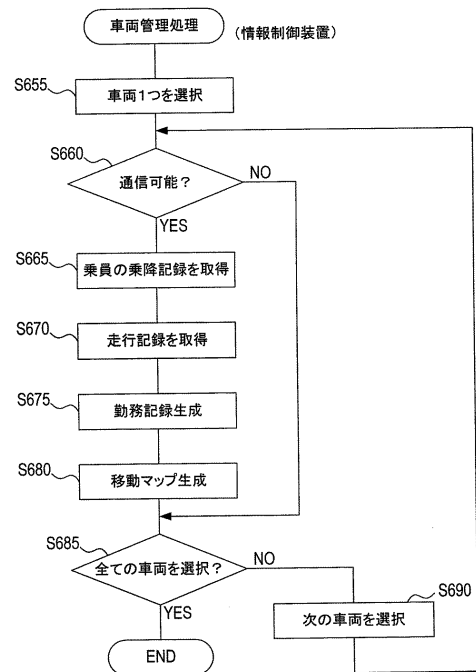 車両管理処理
(情報制御装置)
S655
車両1つを選択
S660
通信可能?
NO
YES
S665
乗員の乗降記録を取得
S670
走行記録を取得
S675
勤務記録生成
S680
移動マップ生成
S685
全ての車両を選択?
NO
YES
S690
次の車両を選択
END